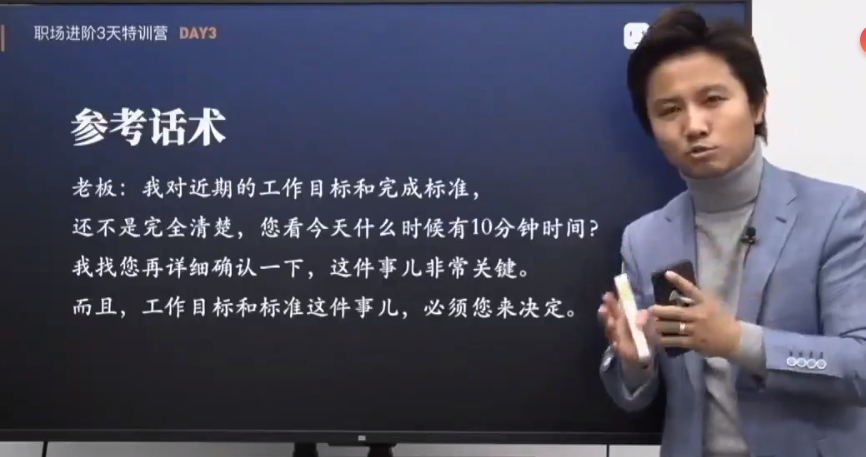 职场进阶3天特训营 DAY3
参考话术
老板：我对近期的工作目标和完成标准，
还不是完全清楚，您看今天什么时候有10分钟时间？
我找您再详细确认一下，这件事儿非常关键。
而且，工作目标和标准这件事儿，必须您来决定。